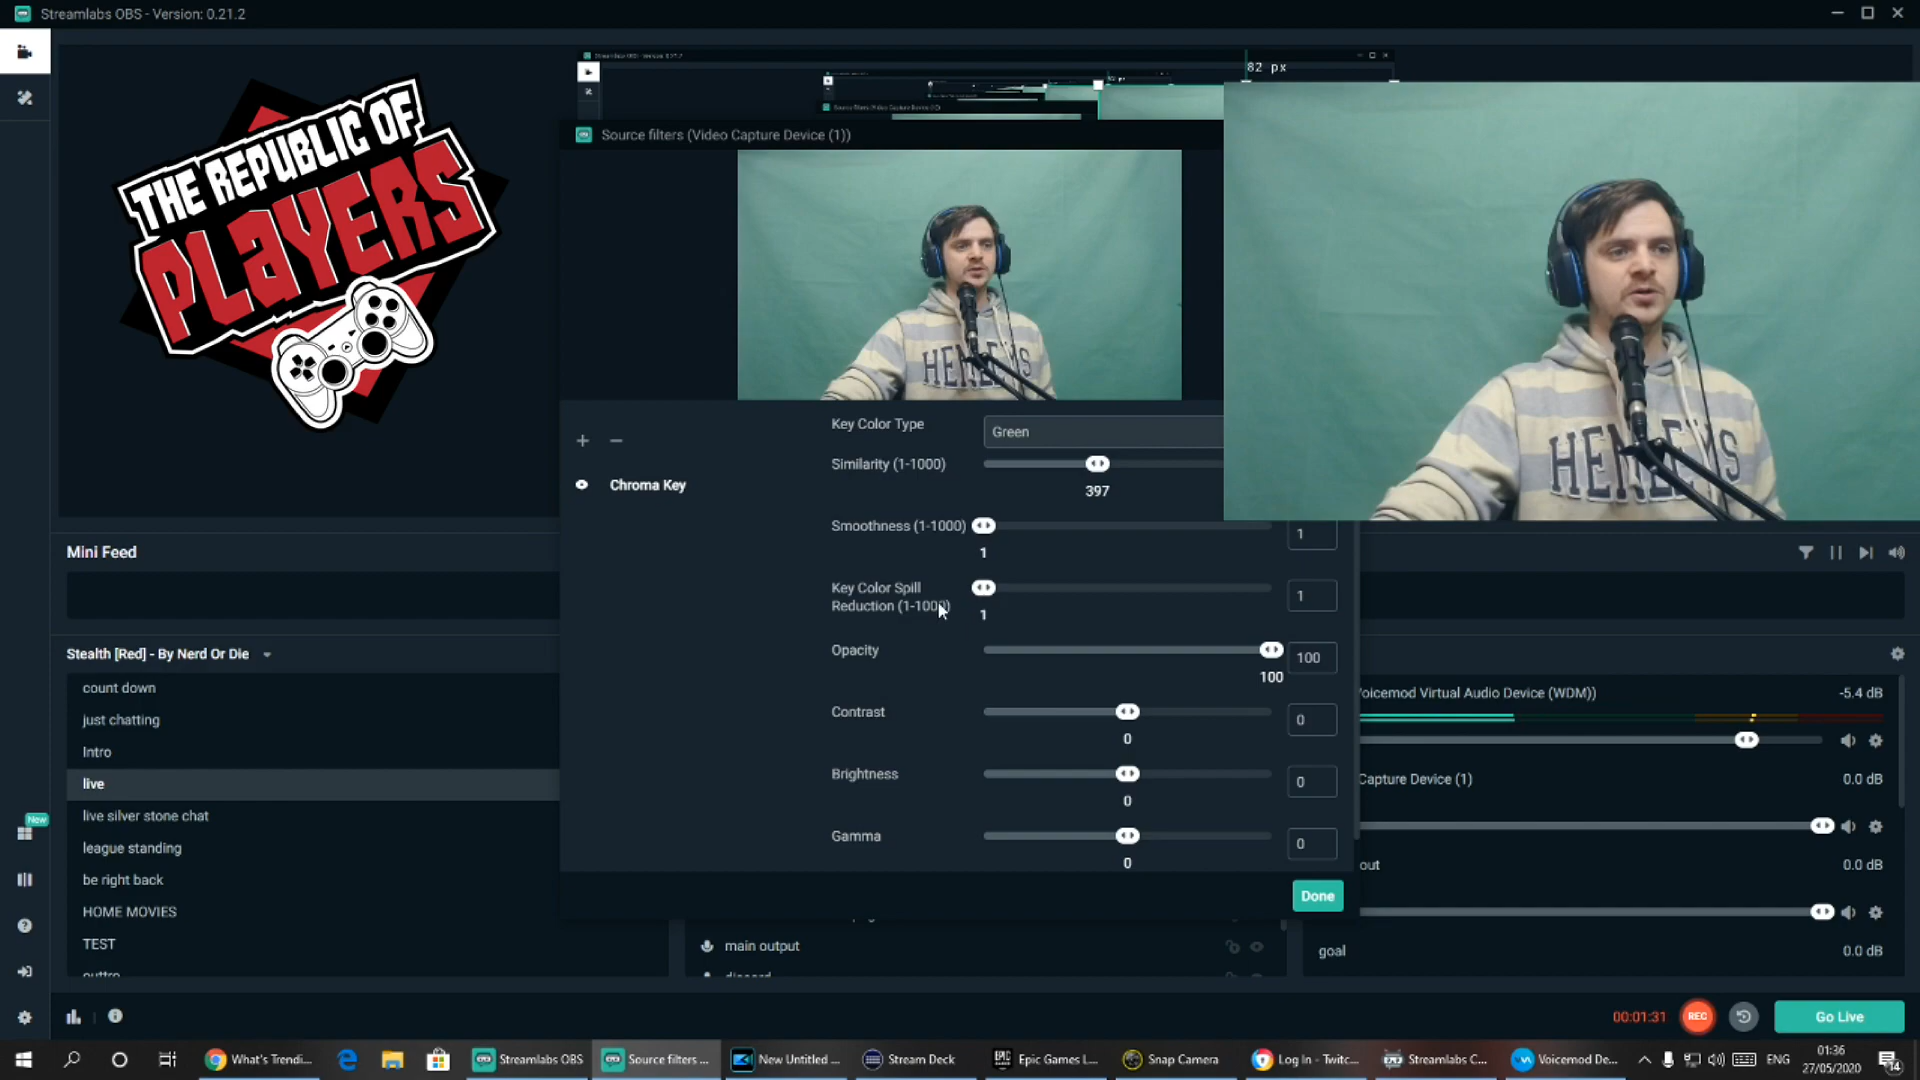 Streamlabs OBS - Version: 0.21.2
82 px
THE REPUBLIC OF
PLAYERS
Source filters (Video Capture Device (1))
HENLEYS
HENLEYS
Key Color Type
Green
Similarity (1-1000)
397
Chroma Key
Smoothness (1-1000)
1
1
Key Color Spill
Reduction (1-1000)
1
1
Opacity
100
100
Contrast
0
0
Brightness
0
0
Gamma
0
0
Done
Mini Feed
Stealth [Red] - By Nerd Or Die
count down
just chatting
Intro
live
live silver stone chat
league standing
be right back
HOME MOVIES
TEST
outtro
New
main output
discord
Voicemod Virtual Audio Device (WDM))
-5.4 dB
Capture Device (1)
0.0 dB
out
0.0 dB
goal
0.0 dB
00:01:31
REC
Go Live
What's Trendi...
Streamlabs OBS
Source filters ...
New Untitled ...
Stream Deck
EPIC
Epic Games L...
Snap Camera
Log In - Twitc...
Streamlabs C...
Voicemod De...
ENG
01:36
27/05/2020
14